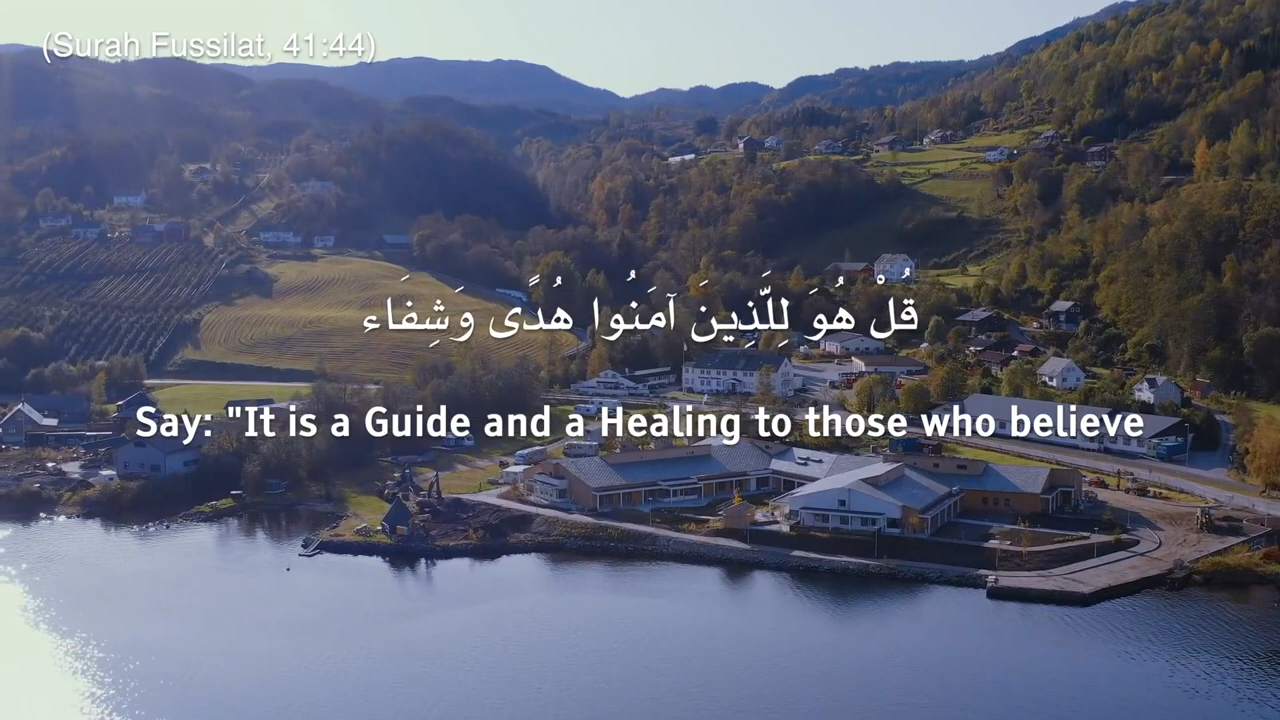 (Surah Fussilat, 41:44)
قُلْ هُوَ لِلَّذِينَ آمَنُوا هُدًى وَشِفَاء
Say: "It is a Guide and a Healing to those who believe